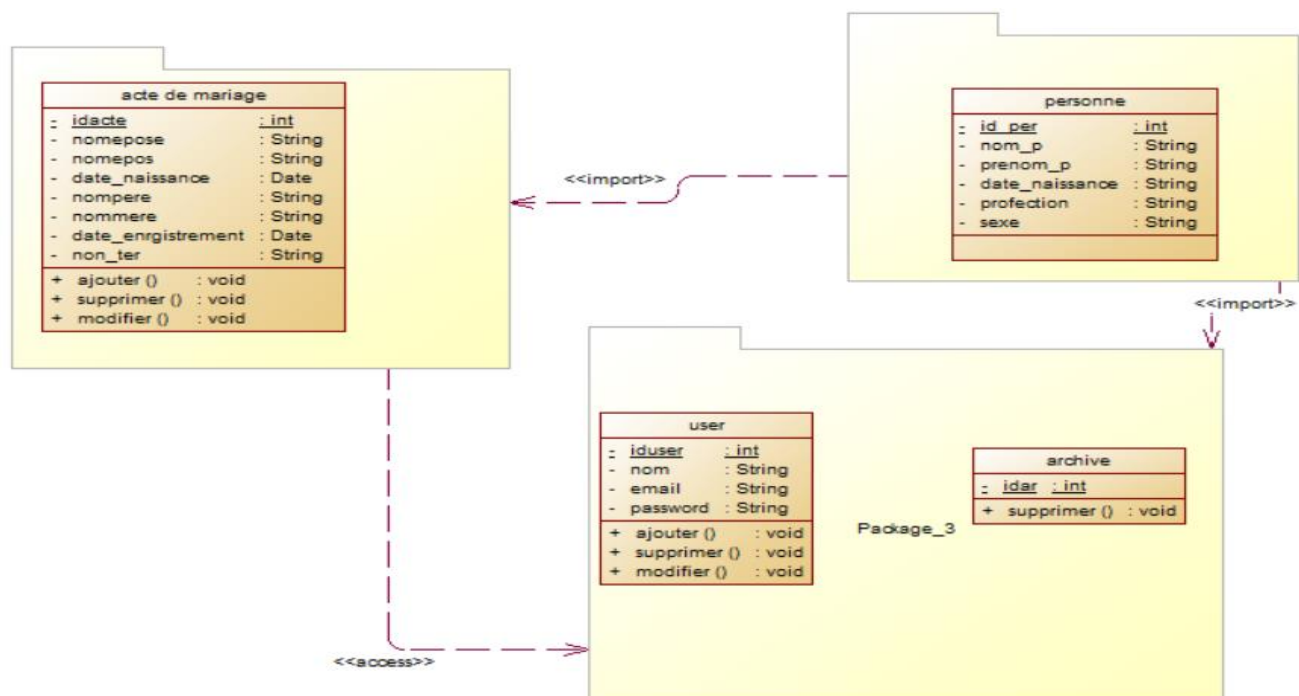 acte de mariage
- idacte : int
- nomepose : String
- nomepos : String
- date_naissance : Date
- nompere : String
- nommere : String
- date_enrgistrement : Date
- non_ter : String
+ ajouter () : void
+ supprimer () : void
+ modifier () : void
<<import>>
personne
- id_per : int
- nom_p : String
- prenom_p : String
- date_naissance : String
- profection : String
- sexe : String
<<import>>
user
- iduser : int
- nom : String
- email : String
- password : String
+ ajouter () : void
+ supprimer () : void
+ modifier () : void
Package_3
archive
- idar : int
+ supprimer () : void
<<access>>